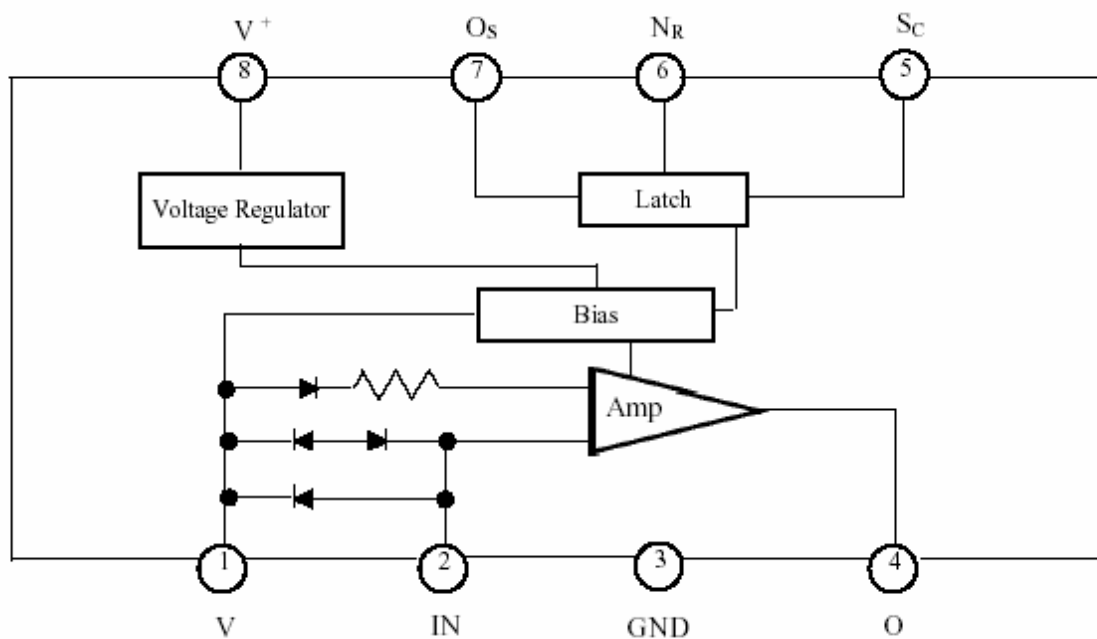 V + OS NR SC
8 7 6 5
Voltage Regulator Latch
Bias
Amp
1 2 3 4
V IN GND O